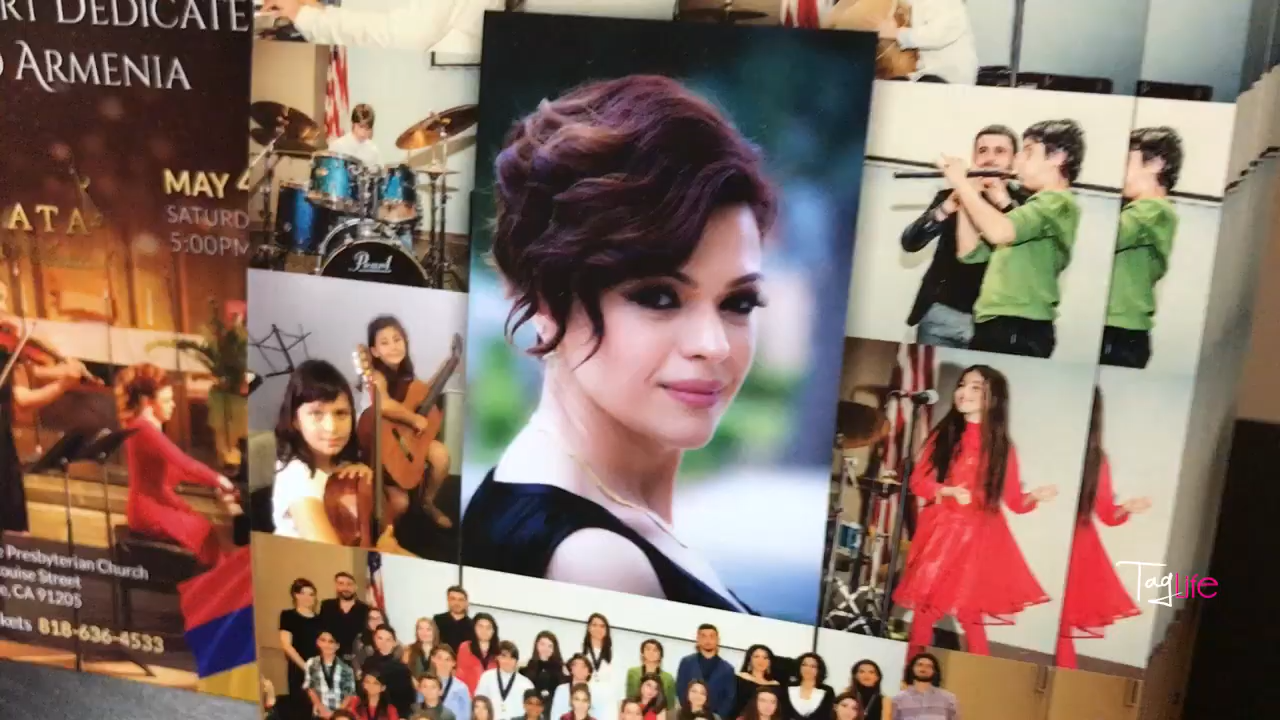 RT DEDICATE
O ARMENIA
MAY 4
SATURD
5:00PM
ATA
Pearl
e Presbyterian Church
ouise Street
e, CA 91205
kets 818-636-4533
TagLife